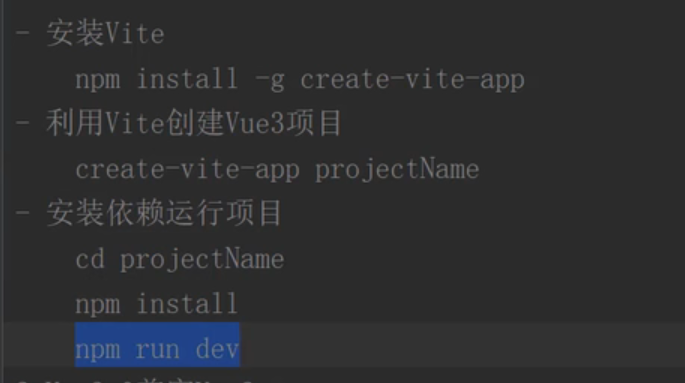 - 安装Vite
npm install -g create-vite-app
- 利用Vite创建Vue3项目
create-vite-app projectName
- 安装依赖运行项目
cd projectName
npm install
npm run dev